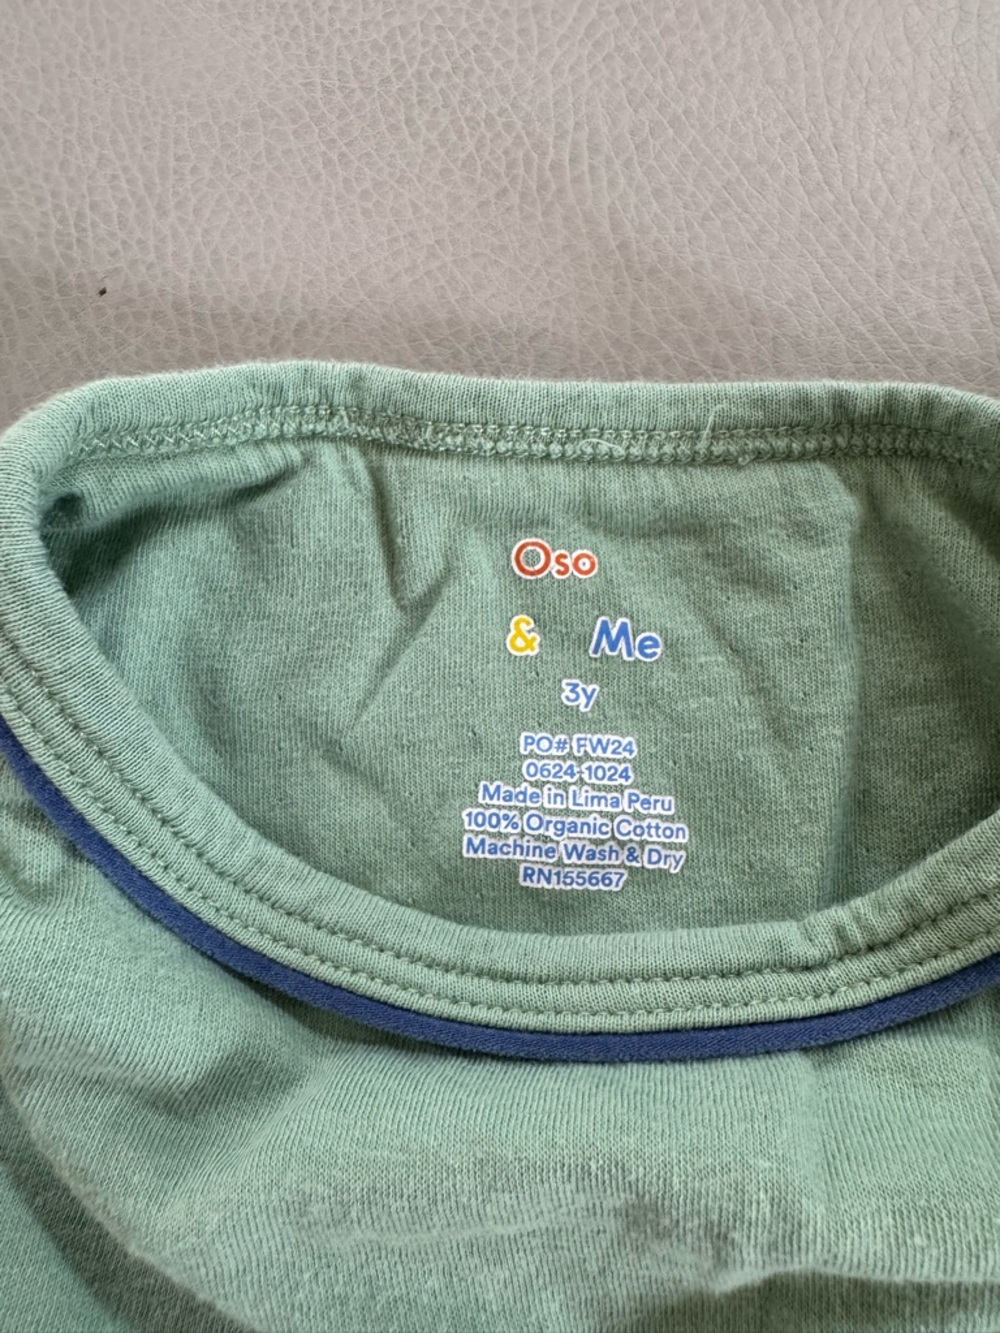 Oso
& Me
3y
PO# FW24
0624-1024
Made in Lima Peru
100% Organic Cotton
Machine Wash & Dry
RN155667